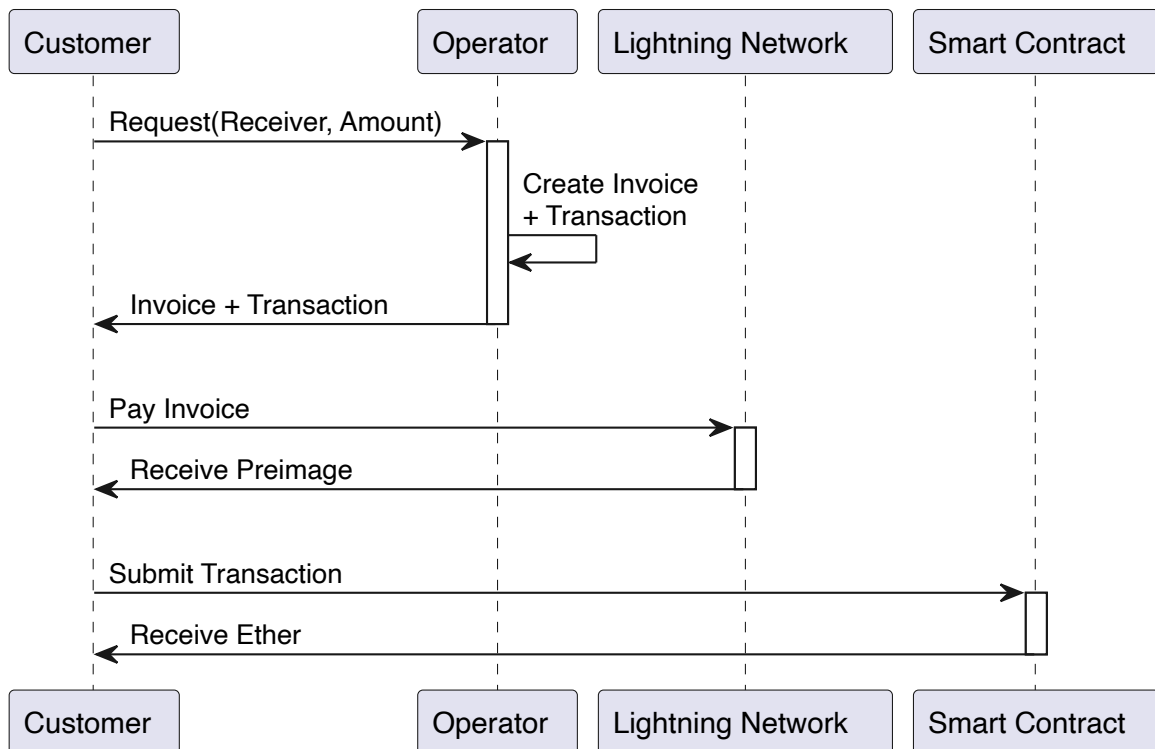 Customer
Operator
Lightning Network
Smart Contract
Request(Receiver, Amount)
Create Invoice
+ Transaction
Invoice + Transaction
Pay Invoice
Receive Preimage
Submit Transaction
Receive Ether
Customer
Operator
Lightning Network
Smart Contract